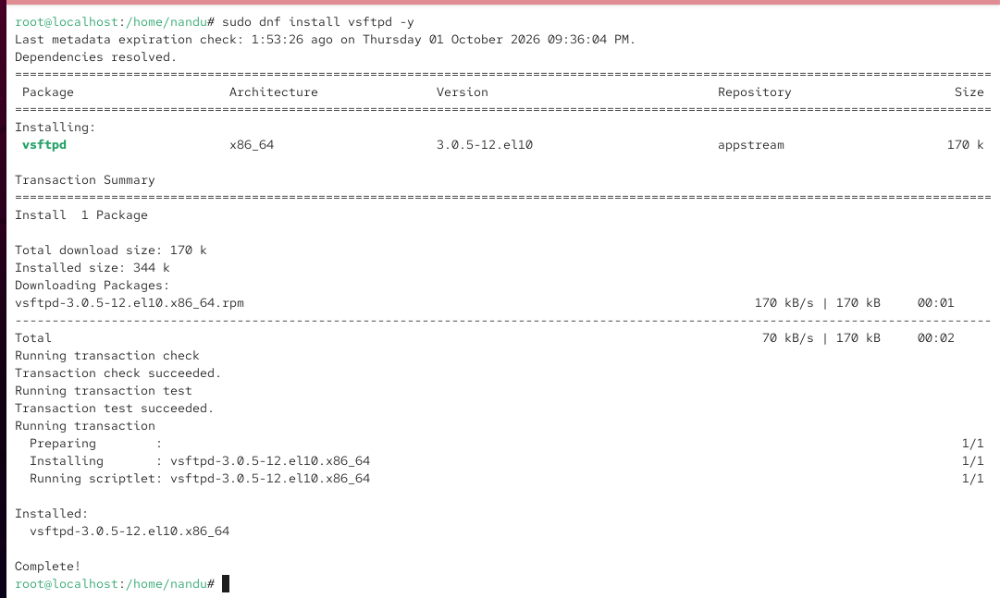 root@localhost:/home/nandu# sudo dnf install vsftpd -y
Last metadata expiration check: 1:53:26 ago on Thursday 01 October 2026 09:36:04 PM.
Dependencies resolved.
====================================================================================================================================
 Package                     Architecture                Version                               Repository                      Size
====================================================================================================================================
Installing:
 vsftpd                      x86_64                      3.0.5-12.el10                         appstream                      170 k

Transaction Summary
====================================================================================================================================
Install  1 Package

Total download size: 170 k
Installed size: 344 k
Downloading Packages:
vsftpd-3.0.5-12.el10.x86_64.rpm                                                                     170 kB/s | 170 kB     00:01
------------------------------------------------------------------------------------------------------------------------------------
Total                                                                                                70 kB/s | 170 kB     00:02
Running transaction check
Transaction check succeeded.
Running transaction test
Transaction test succeeded.
Running transaction
  Preparing        :                                                                                                            1/1
  Installing       : vsftpd-3.0.5-12.el10.x86_64                                                                                1/1
  Running scriptlet: vsftpd-3.0.5-12.el10.x86_64                                                                                1/1

Installed:
  vsftpd-3.0.5-12.el10.x86_64

Complete!
root@localhost:/home/nandu#